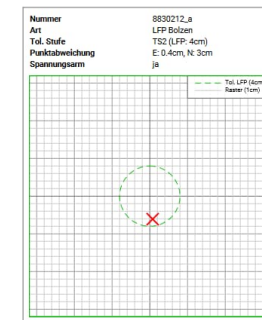 Nummer 8830212_a
Art LFP Bolzen
Tol. Stufe TS2 (LFP: 4cm)
Punktabweichung E: 0.4cm, N: 3cm
Spannungsarm ja
Tol. LFP (4cm
Raster (1cm)